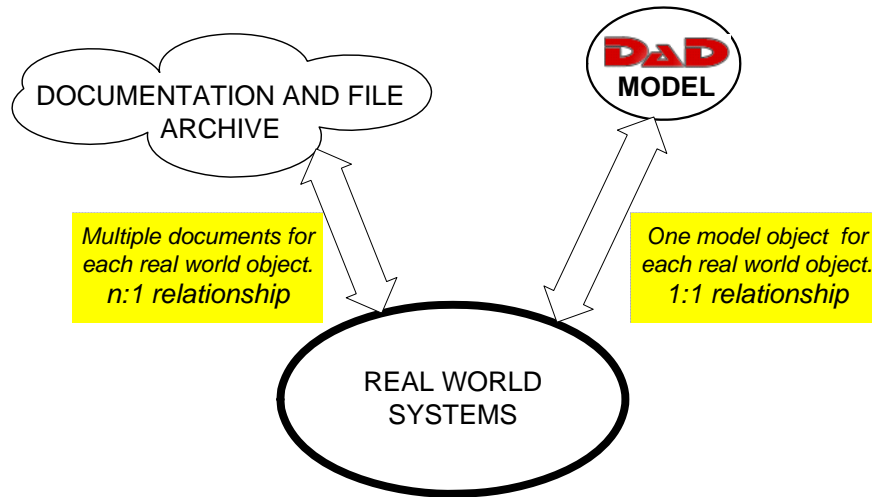 DOCUMENTATION AND FILE
ARCHIVE
DAD
MODEL
Multiple documents for
each real world object.
n:1 relationship
One model object for
each real world object.
1:1 relationship
REAL WORLD
SYSTEMS